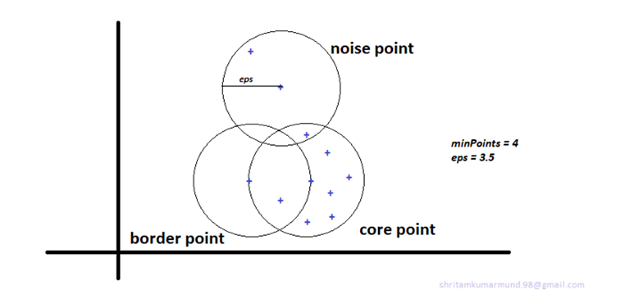 noise point
eps
minPoints = 4
eps = 3.5
border point
core point
shritamkumarmund.98@gmail.com